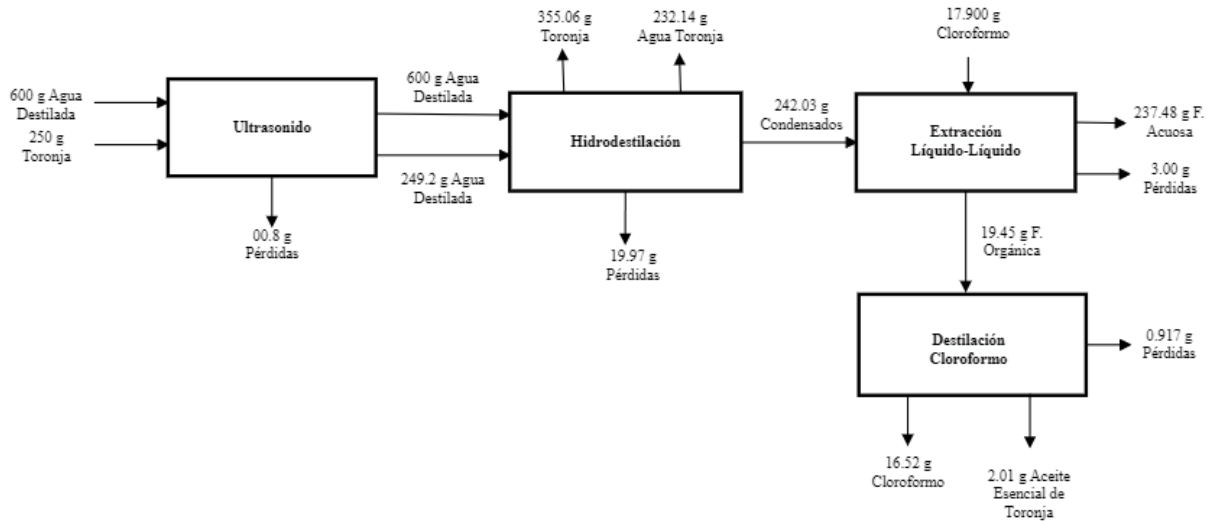 355.06 g
Toronja
232.14 g
Agua Toronja
17.900 g
Cloroformo
600 g Agua
Destilada
250 g
Toronja
Ultrasonido
600 g Agua
Destilada
249.2 g Agua
Destilada
Hidrodestilación
242.03 g
Condensados
Extracción
Líquido-Líquido
237.48 g F.
Acuosa
3.00 g
Pérdidas
00.8 g
Pérdidas
19.97 g
Pérdidas
19.45 g F.
Orgánica
Destilación
Cloroformo
0.917 g
Pérdidas
16.52 g
Cloroformo
2.01 g Aceite
Esencial de
Toronja